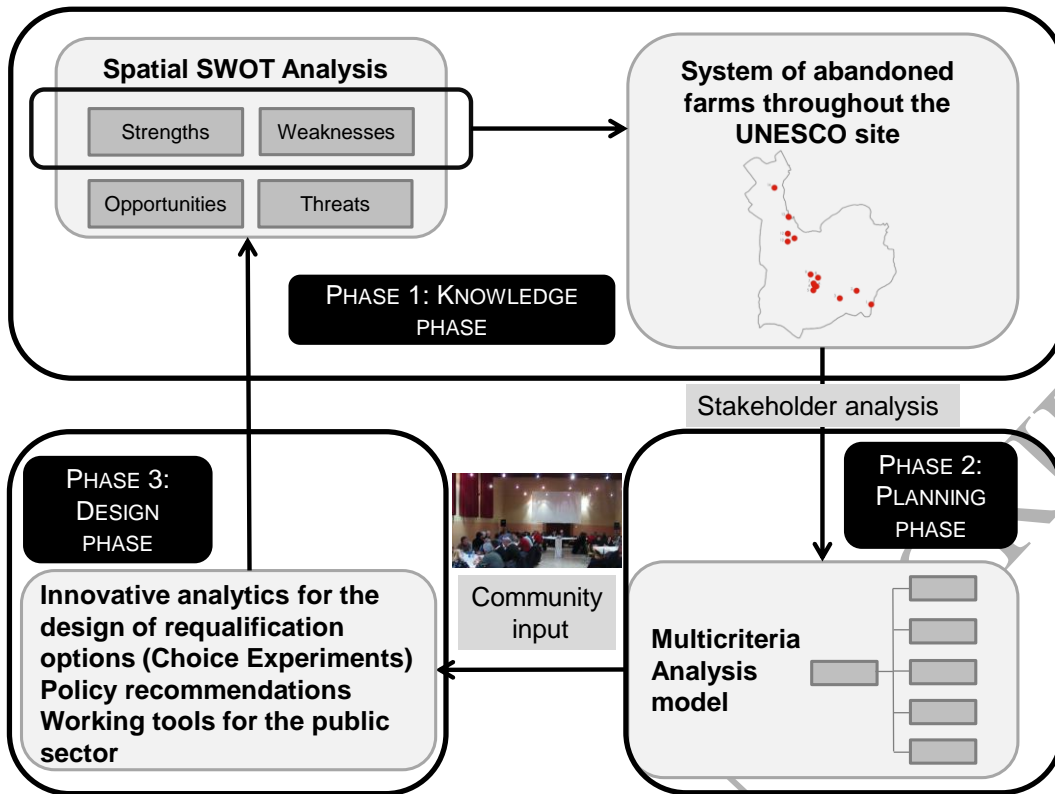 Spatial SWOT Analysis
Strengths
Weaknesses
Opportunities
Threats
System of abandoned
farms throughout the
UNESCO site
PHASE 1: KNOWLEDGE
PHASE
Stakeholder analysis
PHASE 2:
PLANNING
PHASE
Multicriteria
Analysis
model
Community
input
PHASE 3:
DESIGN
PHASE
Innovative analytics for the
design of requalification
options (Choice Experiments)
Policy recommendations
Working tools for the public
sector